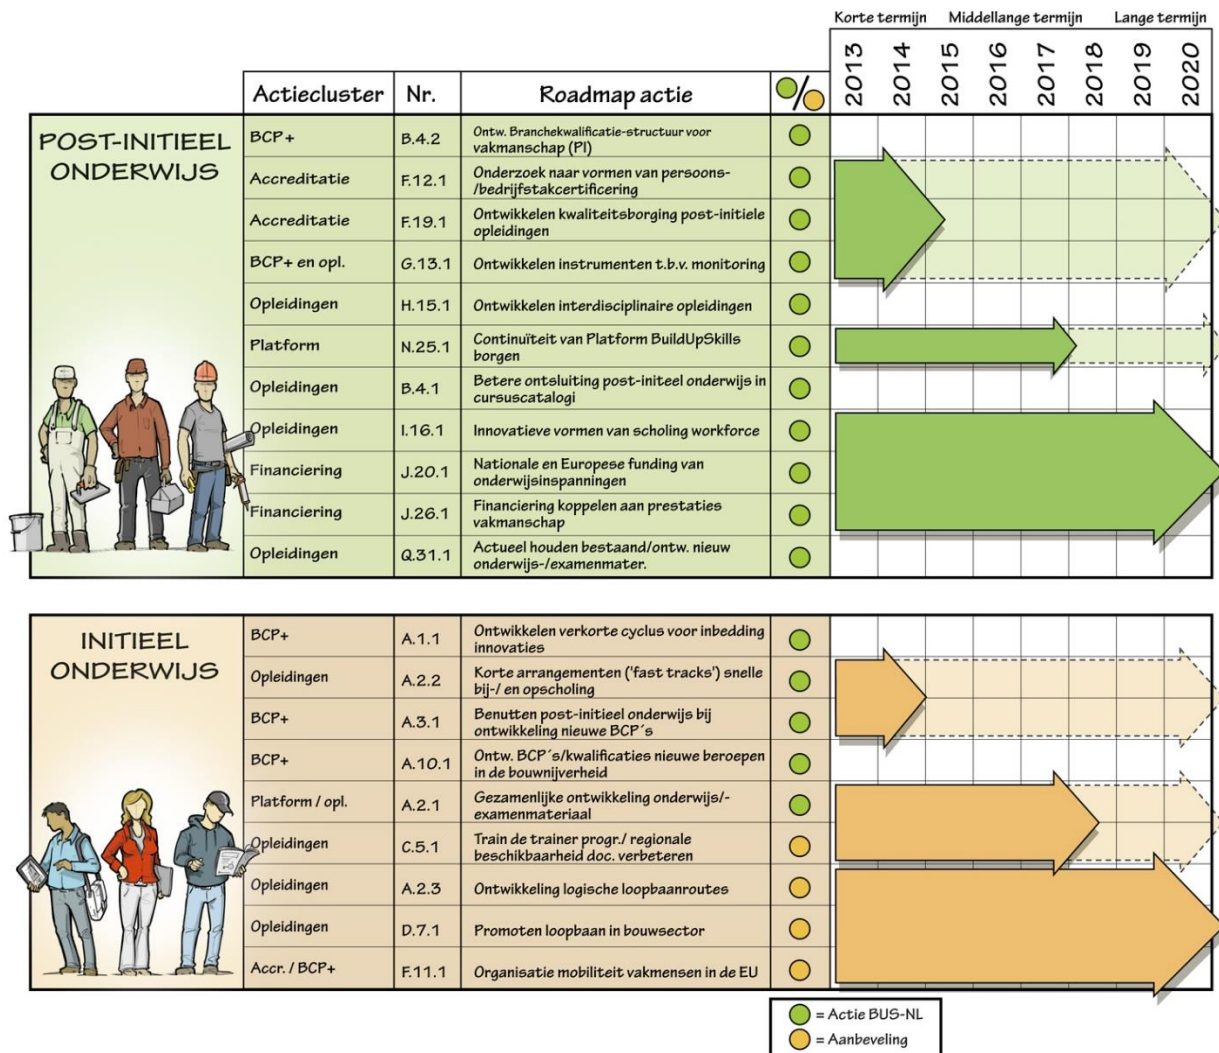 Korte termijn Middellange termijn Lange termijn
2013 2014 2015 2016 2017 2018 2019 2020
Actiecluster Nr. Roadmap actie
POST-INITIEEL
ONDERWIJS
BCP+ B.4.2 Ontw. Branchekwalificatie-structuur voor
vakmanschap (PI)
Accreditatie F.12.1 Onderzoek naar vormen van persoons-
/bedrijfstakcertificering
Accreditatie F.19.1 Ontwikkelen kwaliteitsborging post-initiele
opleidingen
BCP+ en opl. G.13.1 Ontwikkelen instrumenten t.b.v. monitoring
Opleidingen H.15.1 Ontwikkelen interdisciplinaire opleidingen
Platform N.25.1 Continuïteit van Platform BuildUpSkills
borgen
Opleidingen B.4.1 Betere ontsluiting post-initeel onderwijs in
cursuscatalogi
Opleidingen I.16.1 Innovatieve vormen van scholing workforce
Financiering J.20.1 Nationale en Europese funding van
onderwijsinspanningen
Financiering J.26.1 Financiering koppelen aan prestaties
vakmanschap
Opleidingen Q.31.1 Actueel houden bestaand/ontw. nieuw
onderwijs-/examenmater.
INITIEEL
ONDERWIJS
BCP+ A.1.1 Ontwikkelen verkorte cyclus voor inbedding
innovaties
Opleidingen A.2.2 Korte arrangementen ('fast tracks') snelle
bij-/ en opscholing
BCP+ A.3.1 Benutten post-initieel onderwijs bij
ontwikkeling nieuwe BCP´s
BCP+ A.10.1 Ontw. BCP´s/kwalificaties nieuwe beroepen
in de bouwnijverheid
Platform / opl. A.2.1 Gezamenlijke ontwikkeling onderwijs/-
examenmateriaal
Opleidingen C.5.1 Train de trainer progr./ regionale
beschikbaarheid doc. verbeteren
Opleidingen A.2.3 Ontwikkeling logische loopbaanroutes
Opleidingen D.7.1 Promoten loopbaan in bouwsector
Accr. / BCP+ F.11.1 Organisatie mobiliteit vakmensen in de EU
= Actie BUS-NL
= Aanbeveling